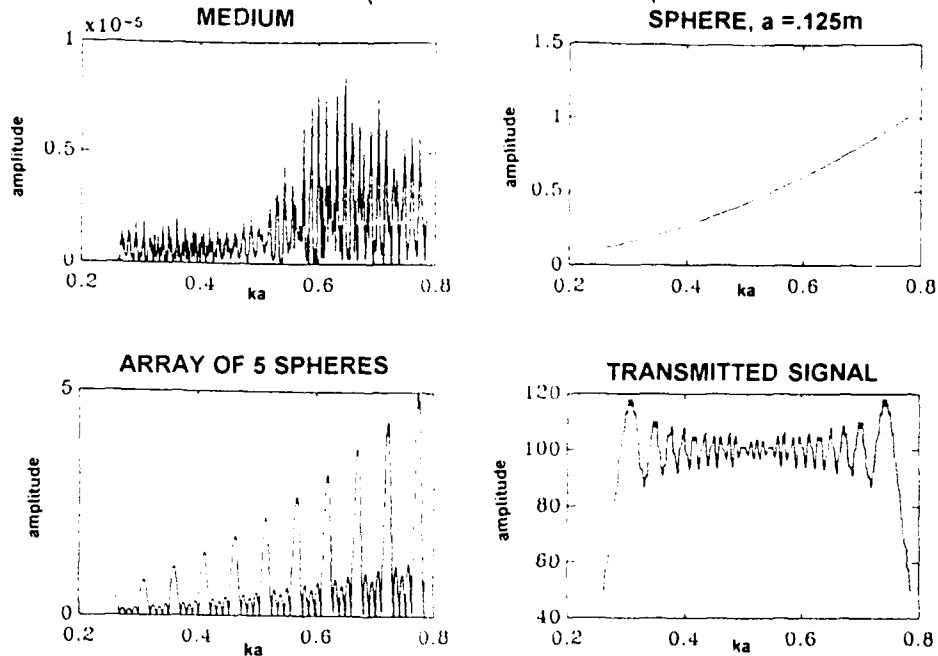 MEDIUM
x10-5
1
0.5
0
amplitude
0.2 0.4 0.6 0.8
ka
SPHERE, a =.125m
1.5
1
0.5
0
amplitude
0.2 0.4 0.6 0.8
ka
ARRAY OF 5 SPHERES
5
0
amplitude
0.2 0.4 0.6 0.8
ka
TRANSMITTED SIGNAL
120
100
80
60
40
amplitude
0.2 0.4 0.6 0.8
ka